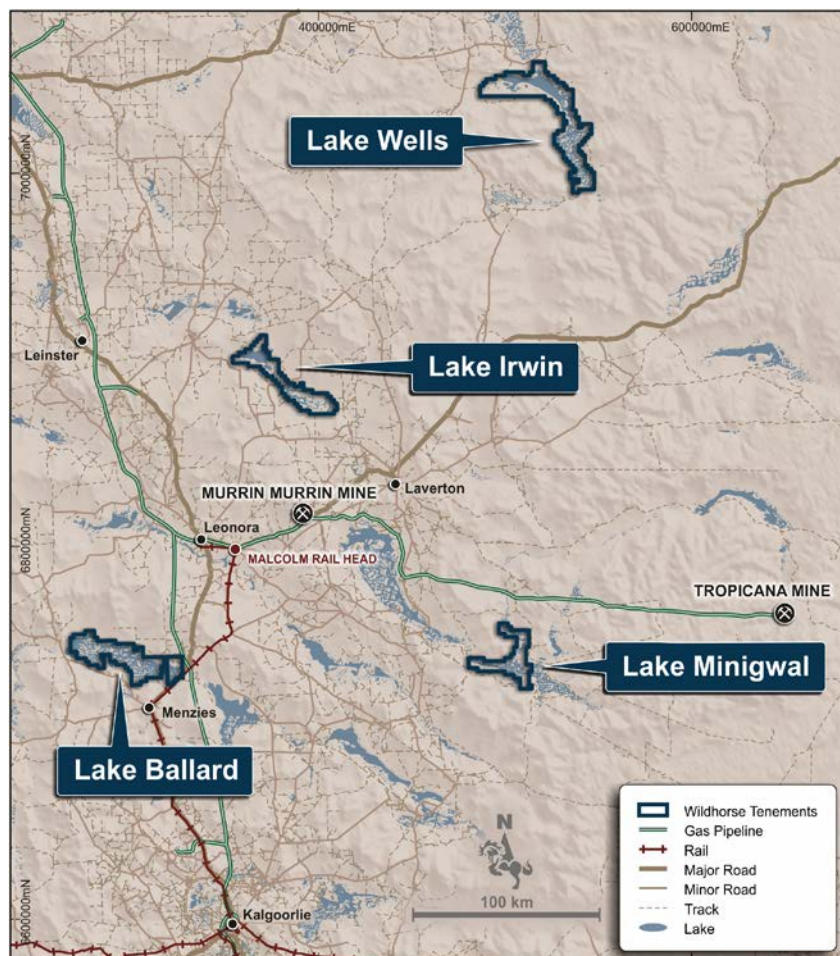 400000mE
600000mE
Lake Wells
7000000mN
Leinster
Lake Irwin
Laverton
MURRIN MURRIN MINE
Leonora
6800000mN
MALCOLM RAIL HEAD
TROPICANA MINE
Lake Minigwal
Menzies
Lake Ballard
N
100 km
Kalgoorlie
6600000mN
Wildhorse Tenements
Gas Pipeline
Rail
Major Road
Minor Road
Track
Lake